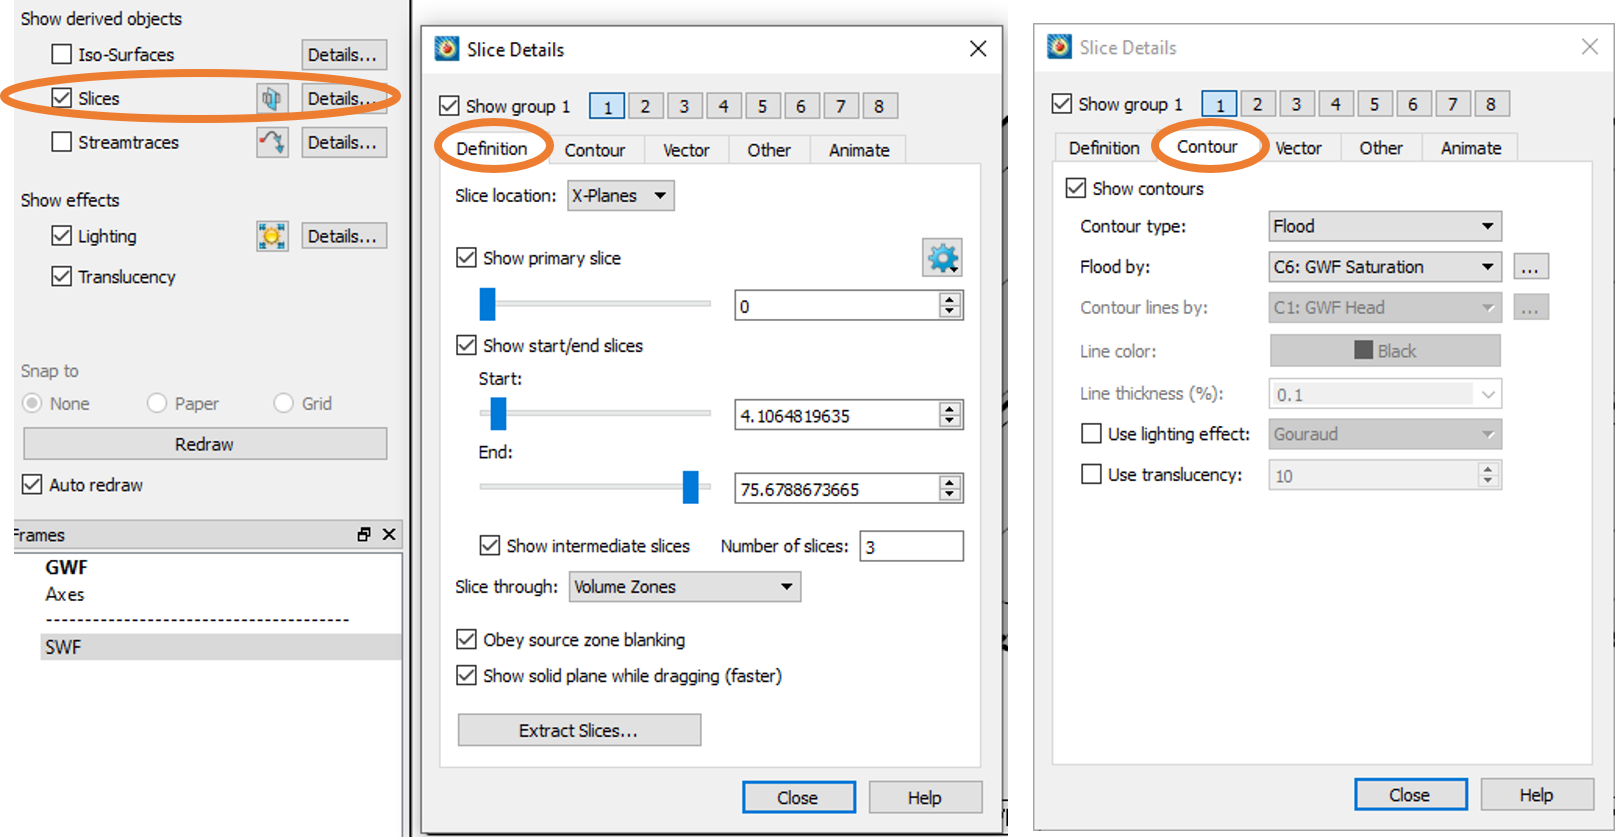 Show derived objects
Iso-Surfaces Details...
Slices Details...
Streamtraces Details...
Show effects
Lighting Details...
Translucency
Snap to
None Paper Grid
Redraw
Auto redraw
Frames
GWF
Axes
---------------------------------------
SWF
Slice Details
Show group 1 1 2 3 4 5 6 7 8
Definition Contour Vector Other Animate
Slice location: X-Planes
Show primary slice
0
Show start/end slices
Start:
4.1064819635
End:
75.6788673665
Show intermediate slices Number of slices: 3
Slice through: Volume Zones
Obey source zone blanking
Show solid plane while dragging (faster)
Extract Slices...
Close Help
Slice Details
Show group 1 1 2 3 4 5 6 7 8
Definition Contour Vector Other Animate
Show contours
Contour type: Flood
Flood by: C6: GWF Saturation ...
Contour lines by: C1: GWF Head ...
Line color: Black
Line thickness (%): 0.1
Use lighting effect: Gouraud
Use translucency: 10
Close Help